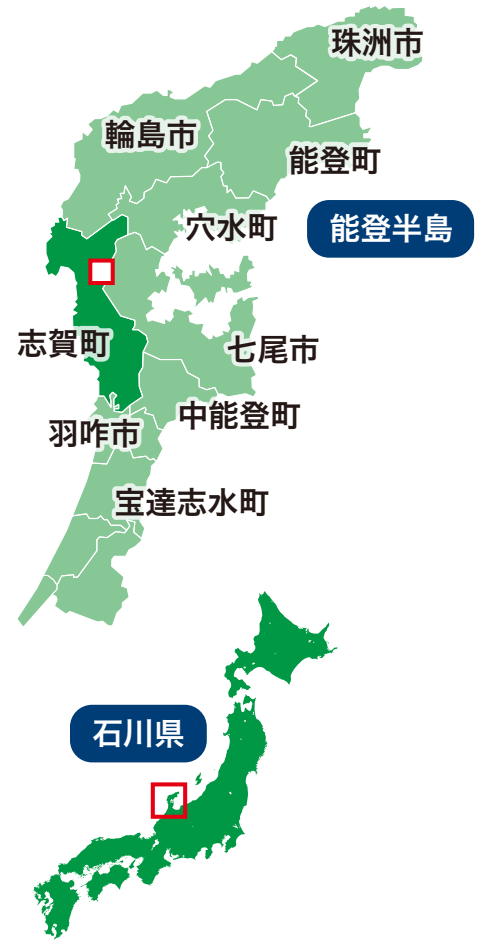 珠洲市
輪島市
能登町
穴水町
能登半島
志賀町
七尾市
中能登町
羽咋市
宝達志水町
石川県